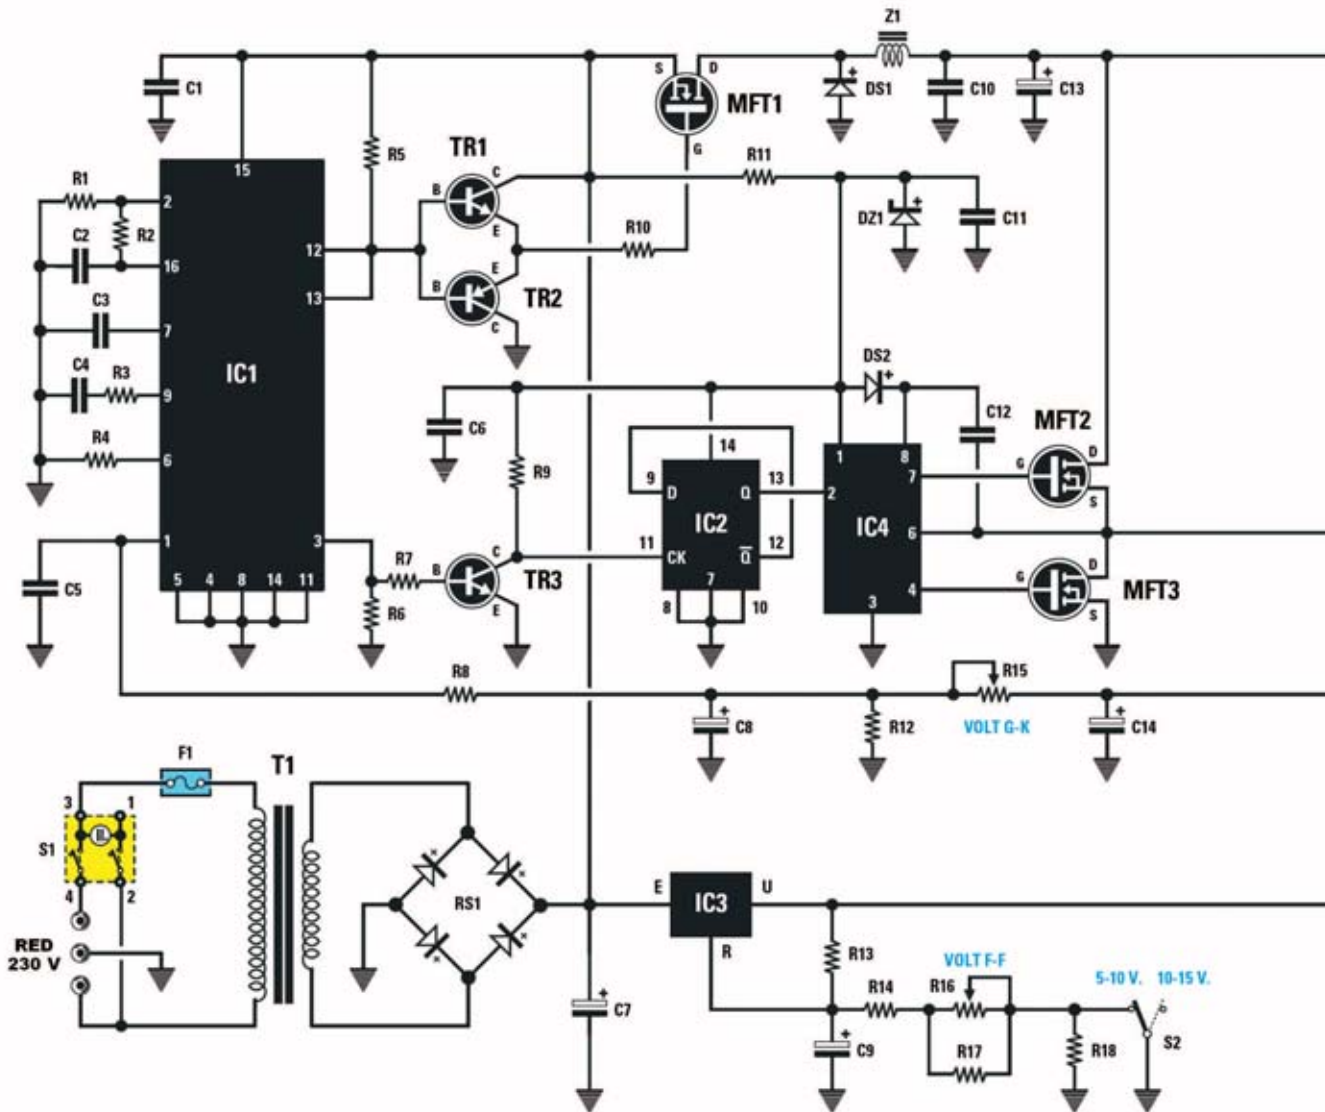 Z1
S D
C1 DS1 C10 C13
MFT1
R5 TR1 G R11
15
R1 C
2 B
R2 DZ1 C11
C2 R10
12 E
16 E
C3 13 B TR2
7 C
C4 R3 IC1 DS2
9
C12 MFT2
R4 C6 14 D
6 R9 1 8 G
9 D Q 13 7 S
2
IC2 IC4
1 3 11 CK Q 12 6
R7 C D
B TR3 7 4 G MFT3
C5 5 4 8 14 11 R6 E 8 10 3 S
R8 R15
C8 R12 VOLT G-K C14
F1 T1
3 1
S1
4 2 RS1 E IC3 U
RED
230 V R R13
VOLT F-F 5-10 V. 10-15 V.
R14 R16
C7
C9 R17 R18 S2